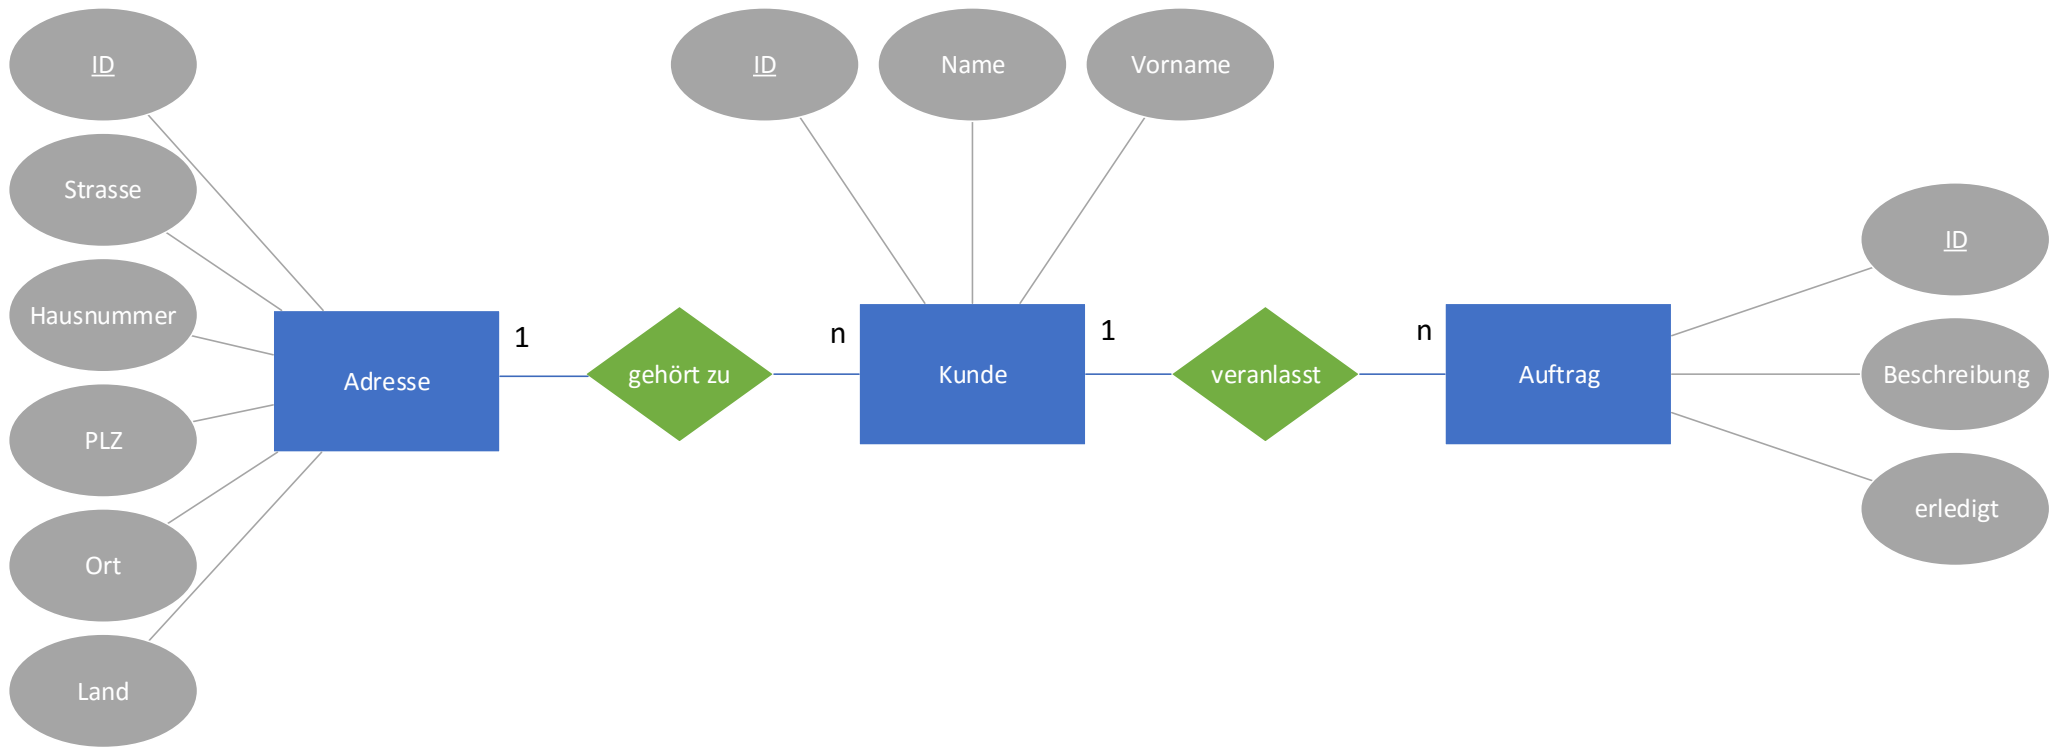 ID
Strasse
Hausnummer
PLZ
Ort
Land
Adresse
1
gehört zu
n
ID
Name
Vorname
Kunde
1
veranlasst
n
Auftrag
ID
Beschreibung
erledigt